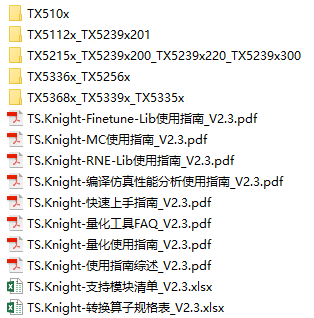 TX510x
TX5112x_TX5239x201
TX5215x_TX5239x200_TX5239x220_TX5239x300
TX5336x_TX5256x
TX5368x_TX5339x_TX5335x
TS.Knight-Finetune-Lib使用指南_V2.3.pdf
TS.Knight-MC使用指南_V2.3.pdf
TS.Knight-RNE-Lib使用指南_V2.3.pdf
TS.Knight-编译仿真性能分析使用指南_V2.3.pdf
TS.Knight-快速上手指南_V2.3.pdf
TS.Knight-量化工具FAQ_V2.3.pdf
TS.Knight-量化使用指南_V2.3.pdf
TS.Knight-使用指南综述_V2.3.pdf
TS.Knight-支持模块清单_V2.3.xlsx
TS.Knight-转换算子规格表_V2.3.xlsx